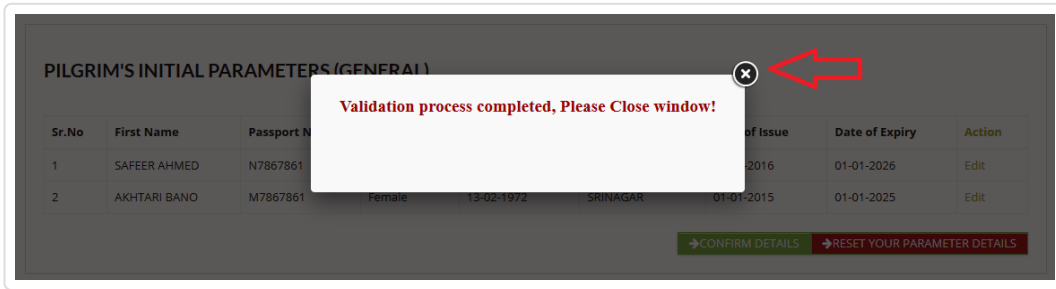 PILGRIM'S INITIAL PARAMETERS (GENERAL)
Validation process completed, Please Close window!
Sr.No First Name Passport N of Issue Date of Expiry Action
1 SAFEER AHMED N7867861 -2016 01-01-2026 Edit
2 AKHTARI BANO M7867861 Female 13-02-1972 SRINAGAR 01-01-2015 01-01-2025 Edit
➔CONFIRM DETAILS ➔RESET YOUR PARAMETER DETAILS